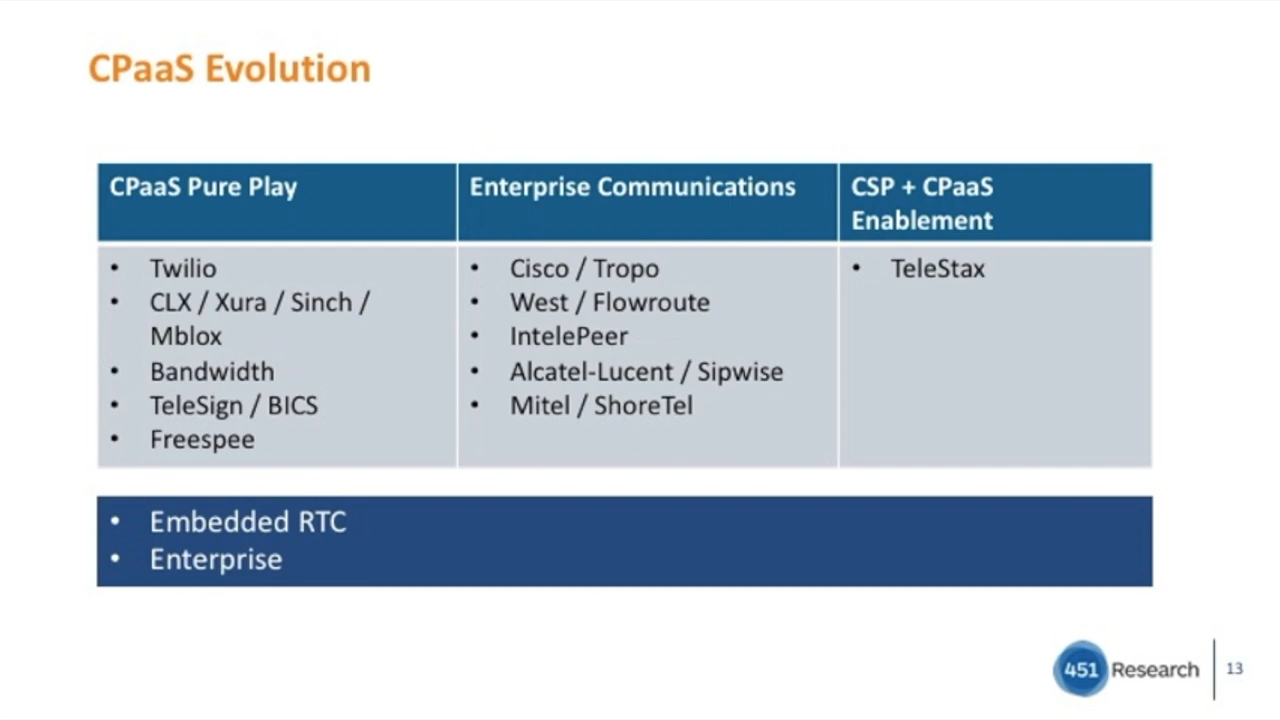 CPaaS Evolution
CPaaS Pure Play
Enterprise Communications
CSP + CPaaS
Enablement
• Twilio
• CLX / Xura / Sinch /
Mblox
• Bandwidth
• TeleSign / BICS
• Freespee
• Cisco / Tropo
• West / Flowroute
• IntelePeer
• Alcatel-Lucent / Sipwise
• Mitel / ShoreTel
• TeleStax
• Embedded RTC
• Enterprise
451 Research
13